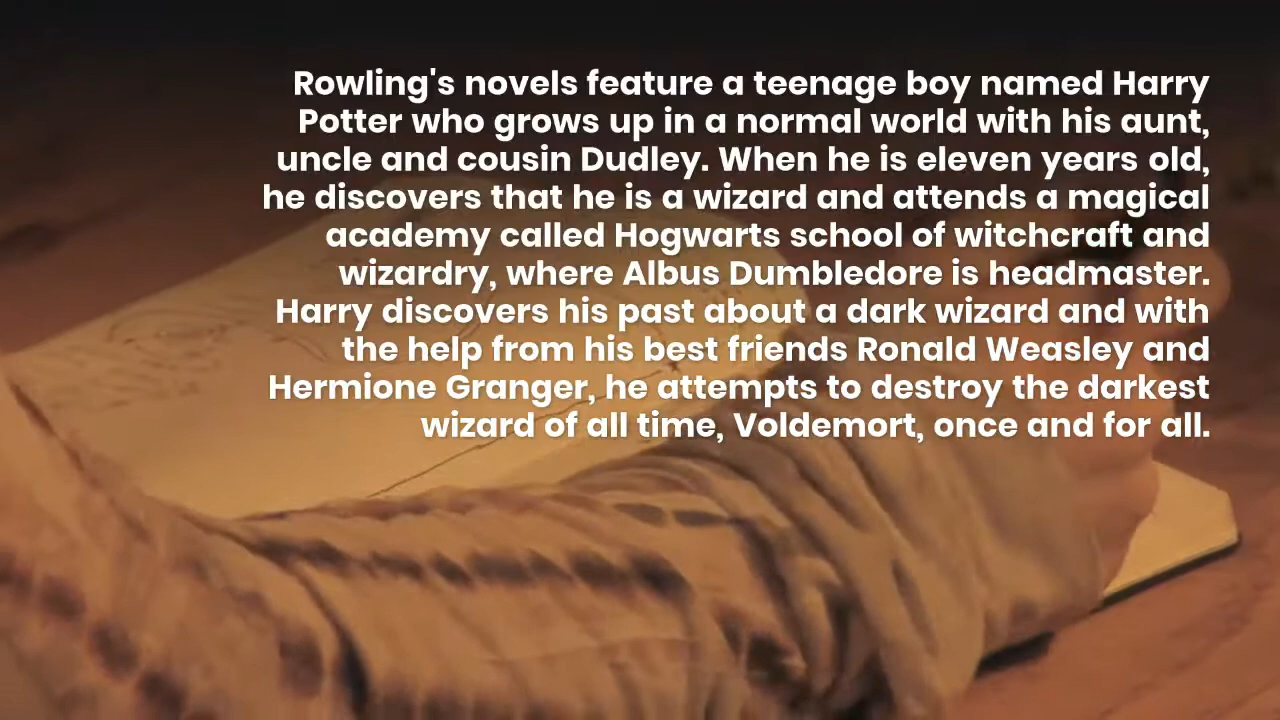 Rowling's novels feature a teenage boy named Harry
Potter who grows up in a normal world with his aunt,
uncle and cousin Dudley. When he is eleven years old,
he discovers that he is a wizard and attends a magical
academy called Hogwarts school of witchcraft and
wizardry, where Albus Dumbledore is headmaster.
Harry discovers his past about a dark wizard and with
the help from his best friends Ronald Weasley and
Hermione Granger, he attempts to destroy the darkest
wizard of all time, Voldemort, once and for all.